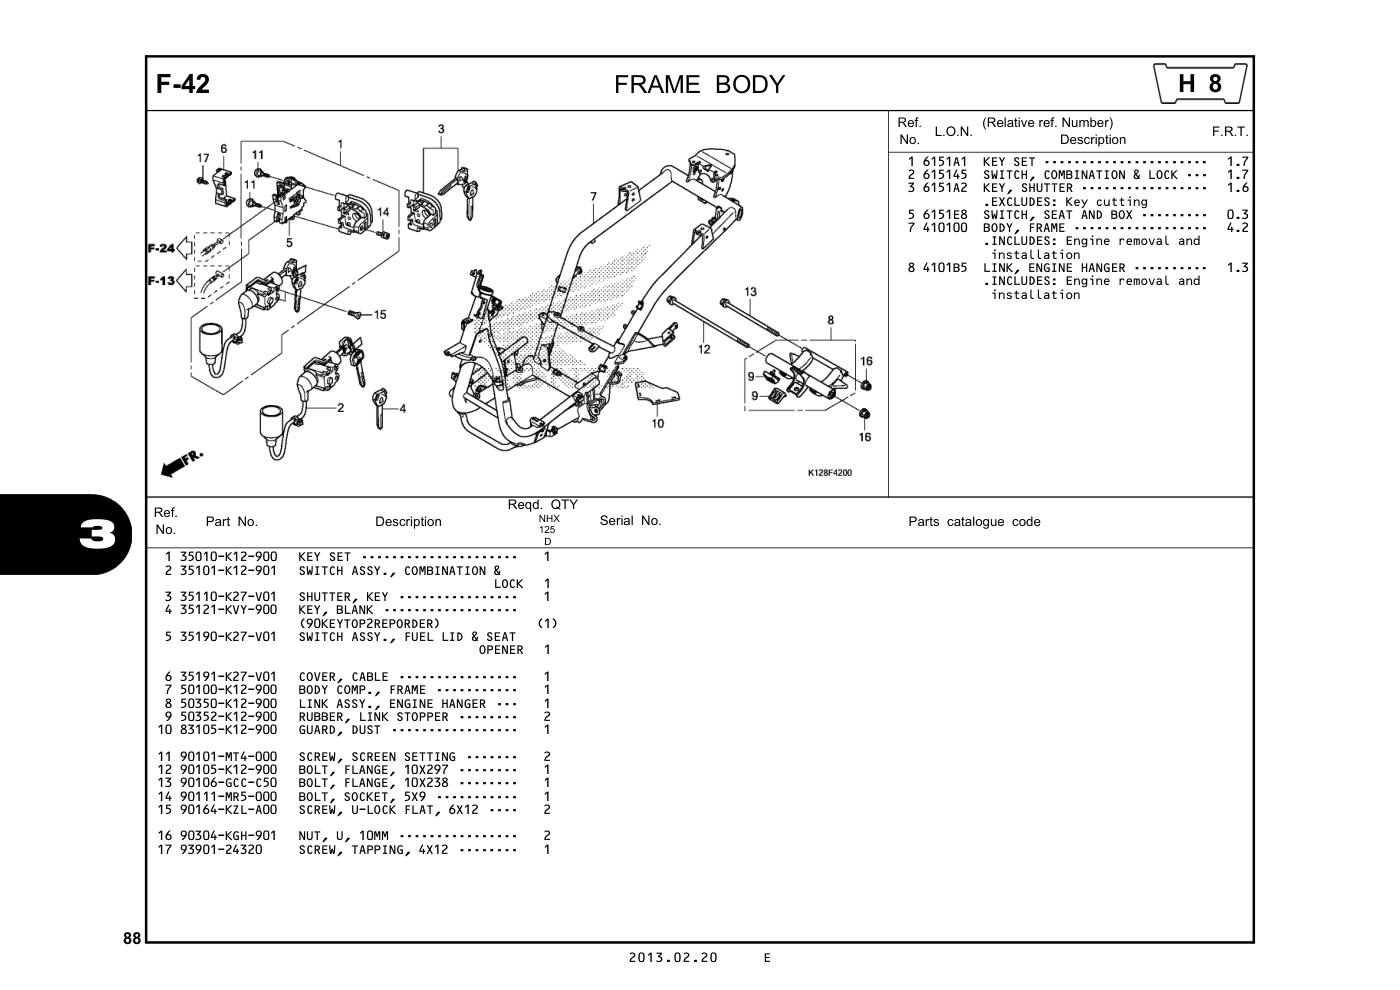 F-42
FRAME BODY
H 8
3
1
6
17
11
11
7
14
F-24
5
F-13
13
15
8
12
16
9
9
2
4
10
16
FR.
K128F4200
Ref. No. L.O.N. (Relative ref. Number) Description F.R.T.
1 6151A1 KEY SET ---------------------- 1.7
2 615145 SWITCH, COMBINATION & LOCK --- 1.7
3 6151A2 KEY, SHUTTER ----------------- 1.6
.EXCLUDES: Key cutting
5 6151E8 SWITCH, SEAT AND BOX --------- 0.3
7 410100 BODY, FRAME ------------------ 4.2
.INCLUDES: Engine removal and
installation
8 4101B5 LINK, ENGINE HANGER ---------- 1.3
.INCLUDES: Engine removal and
installation
3
Ref. No. Part No. Description Reqd. QTY NHX 125 D Serial No. Parts catalogue code
1 35010-K12-900 KEY SET --------------------- 1
2 35101-K12-901 SWITCH ASSY., COMBINATION &
LOCK 1
3 35110-K27-V01 SHUTTER, KEY ---------------- 1
4 35121-KVY-900 KEY, BLANK ------------------
(90KEYTOP2REPORDER) (1)
5 35190-K27-V01 SWITCH ASSY., FUEL LID & SEAT
OPENER 1
6 35191-K27-V01 COVER, CABLE ---------------- 1
7 50100-K12-900 BODY COMP., FRAME ----------- 1
8 50350-K12-900 LINK ASSY., ENGINE HANGER --- 1
9 50352-K12-900 RUBBER, LINK STOPPER -------- 2
10 83105-K12-900 GUARD, DUST ----------------- 1
11 90101-MT4-000 SCREW, SCREEN SETTING ------- 2
12 90105-K12-900 BOLT, FLANGE, 10X297 --------- 1
13 90106-GCC-C50 BOLT, FLANGE, 10X238 -------- 1
14 90111-MR5-000 BOLT, SOCKET, 5X9 ----------- 1
15 90164-KZL-A00 SCREW, U-LOCK FLAT, 6X12 ---- 2
16 90304-KGH-901 NUT, U, 10MM ---------------- 2
17 93901-24320 SCREW, TAPPING, 4X12 -------- 1
88
2013.02.20 E